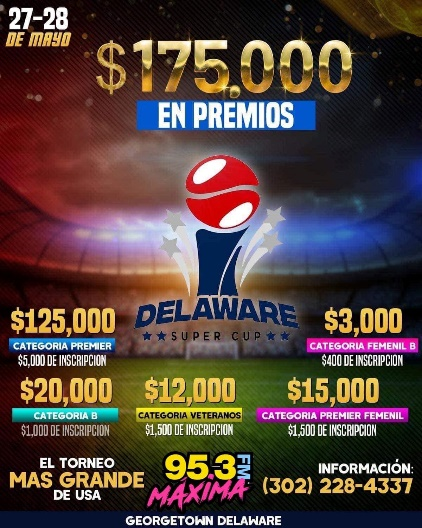 27-28
DE MAYO
$175,000
EN PREMIOS
DELAWARE
SUPER CUP
$125,000
CATEGORIA PREMIER
$5,000 DE INSCRIPCION
$3,000
CATEGORIA FEMENIL B
$400 DE INSCRIPCION
$20,000
CATEGORIA B
$1,000 DE INSCRIPCION
$12,000
CATEGORIA VETERANOS
$1,500 DE INSCRIPCION
$15,000
CATEGORIA PREMIER FEMENIL
$1,500 DE INSCRIPCION
EL TORNEO
MAS GRANDE
DE USA
95.3 FM
MAXIMA
INFORMACIÓN:
(302) 228-4337
GEORGETOWN DELAWARE